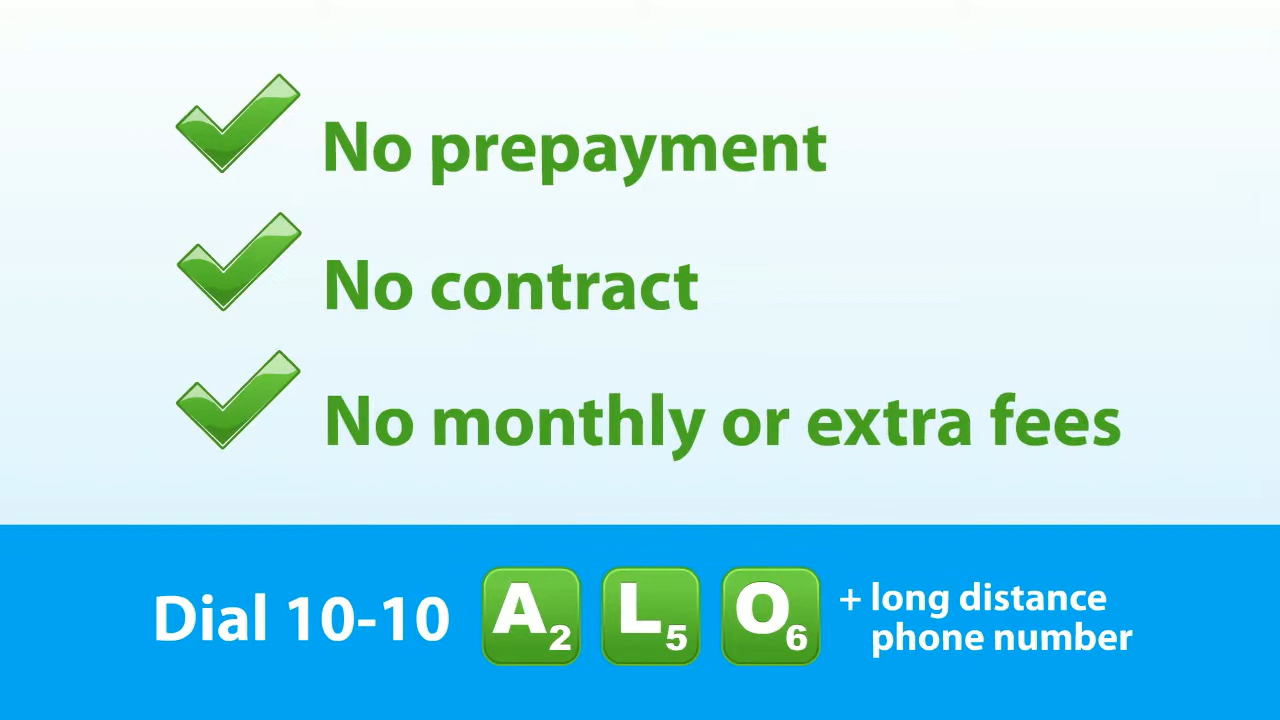 No prepayment
No contract
No monthly or extra fees
Dial 10-10 A2 L5 O6 + long distance
phone number